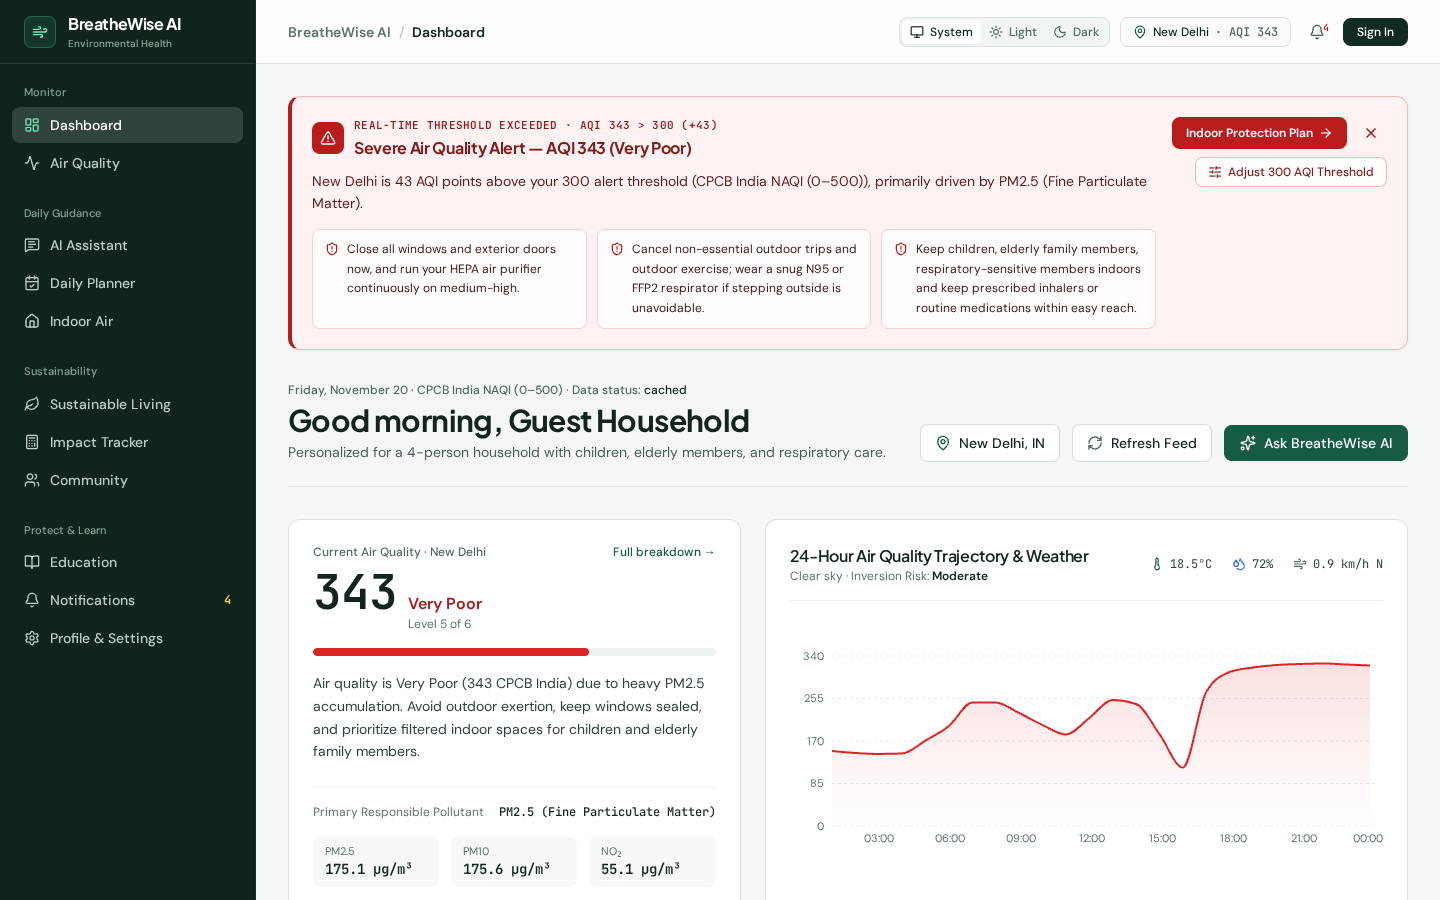 BreatheWise AI
Environmental Health
Monitor
Dashboard
Air Quality
Daily Guidance
AI Assistant
Daily Planner
Indoor Air
Sustainability
Sustainable Living
Impact Tracker
Community
Protect & Learn
Education
Notifications 4
Profile & Settings
BreatheWise AI / Dashboard
System Light Dark
New Delhi · AQI 343
4
Sign In
REAL-TIME THRESHOLD EXCEEDED · AQI 343 > 300 (+43)
Severe Air Quality Alert — AQI 343 (Very Poor)
Indoor Protection Plan →
Adjust 300 AQI Threshold
New Delhi is 43 AQI points above your 300 alert threshold (CPCB India NAQI (0–500)), primarily driven by PM2.5 (Fine Particulate
Matter).
Close all windows and exterior doors
now, and run your HEPA air purifier
continuously on medium-high.
Cancel non-essential outdoor trips and
outdoor exercise; wear a snug N95 or
FFP2 respirator if stepping outside is
unavoidable.
Keep children, elderly family members,
respiratory-sensitive members indoors
and keep prescribed inhalers or
routine medications within easy reach.
Friday, November 20 · CPCB India NAQI (0–500) · Data status: cached
Good morning, Guest Household
Personalized for a 4-person household with children, elderly members, and respiratory care.
New Delhi, IN
Refresh Feed
Ask BreatheWise AI
Current Air Quality · New Delhi
Full breakdown →
343 Very Poor
Level 5 of 6
Air quality is Very Poor (343 CPCB India) due to heavy PM2.5
accumulation. Avoid outdoor exertion, keep windows sealed,
and prioritize filtered indoor spaces for children and elderly
family members.
Primary Responsible Pollutant PM2.5 (Fine Particulate Matter)
PM2.5
175.1 µg/m³
PM10
175.6 µg/m³
NO₂
55.1 µg/m³
24-Hour Air Quality Trajectory & Weather
Clear sky · Inversion Risk: Moderate
18.5°C 72% 0.9 km/h N
340
255
170
85
0
03:00 06:00 09:00 12:00 15:00 18:00 21:00 00:00